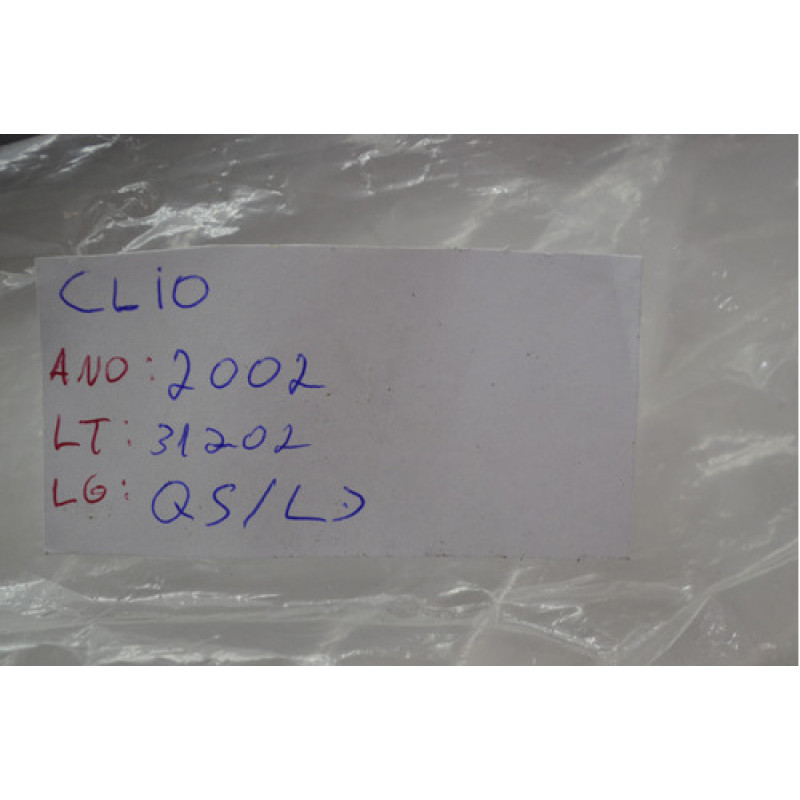 CLiO
ANO: 2002
LT: 31202
LG: QS/LD